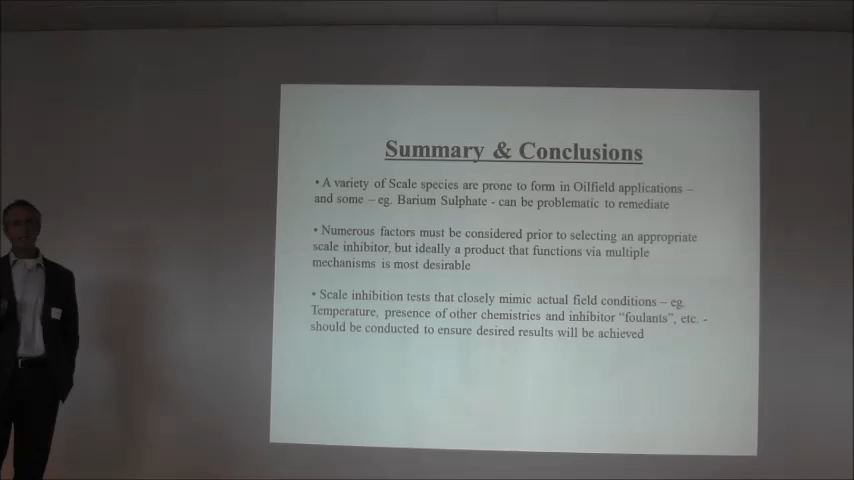 Summary & Conclusions
• A variety of Scale species are prone to form in Oilfield applications –
and some – eg. Barium Sulphate - can be problematic to remediate
• Numerous factors must be considered prior to selecting an appropriate
scale inhibitor, but ideally a product that functions via multiple
mechanisms is most desirable
• Scale inhibition tests that closely mimic actual field conditions – eg.
Temperature, presence of other chemistries and inhibitor “foulants”, etc. -
should be conducted to ensure desired results will be achieved